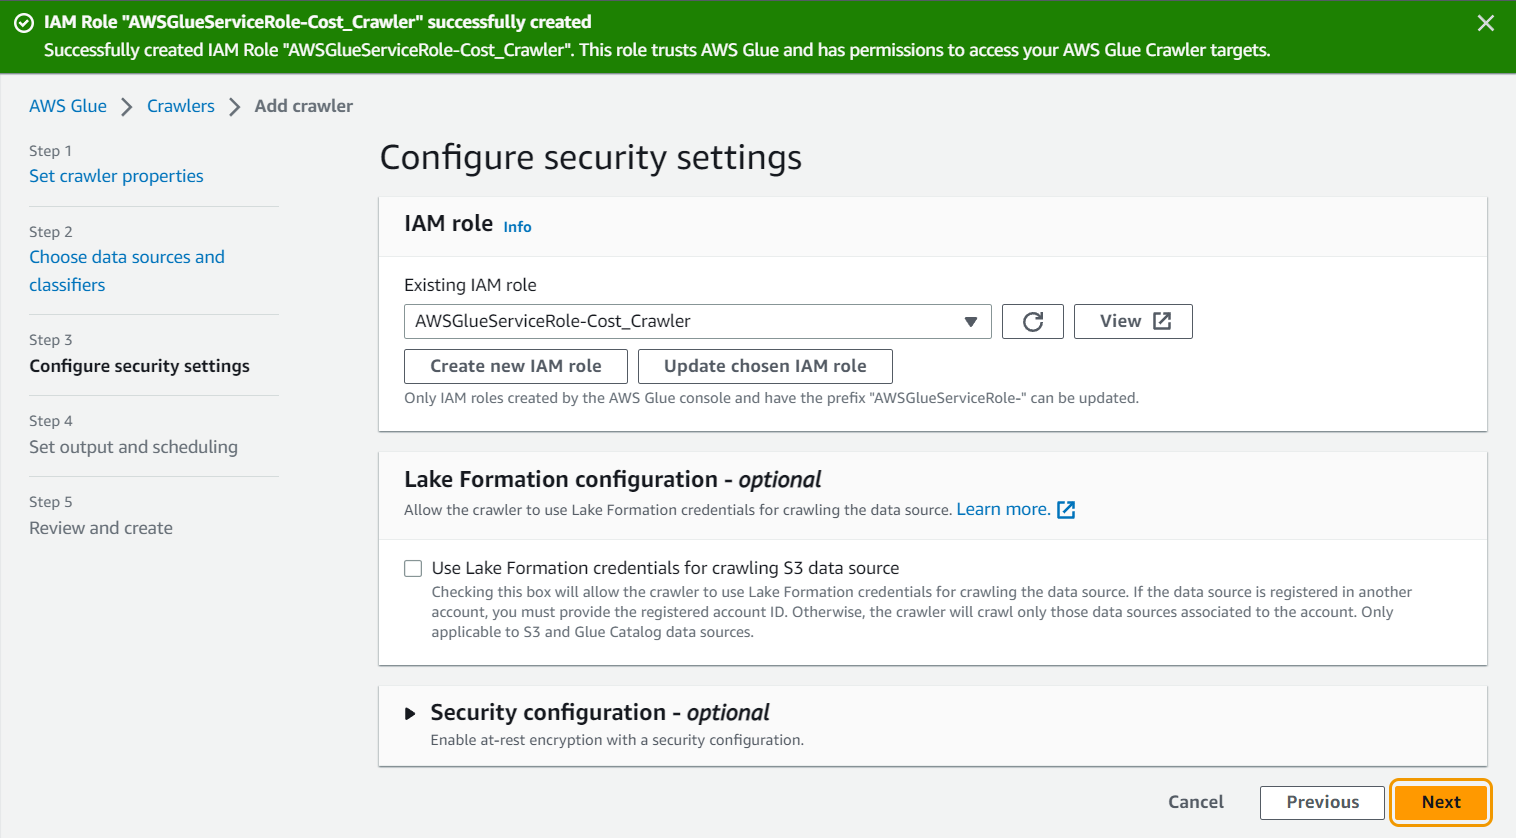 IAM Role "AWSGlueServiceRole-Cost_Crawler" successfully created
Successfully created IAM Role "AWSGlueServiceRole-Cost_Crawler". This role trusts AWS Glue and has permissions to access your AWS Glue Crawler targets.
AWS Glue
Crawlers
Add crawler
Step 1
Set crawler properties
Step 2
Choose data sources and
classifiers
Step 3
Configure security settings
Step 4
Set output and scheduling
Step 5
Review and create
Configure security settings
IAM role Info
Existing IAM role
AWSGlueServiceRole-Cost_Crawler
View
Create new IAM role
Update chosen IAM role
Only IAM roles created by the AWS Glue console and have the prefix "AWSGlueServiceRole-" can be updated.
Lake Formation configuration - optional
Allow the crawler to use Lake Formation credentials for crawling the data source. Learn more.
Use Lake Formation credentials for crawling S3 data source
Checking this box will allow the crawler to use Lake Formation credentials for crawling the data source. If the data source is registered in another
account, you must provide the registered account ID. Otherwise, the crawler will crawl only those data sources associated to the account. Only
applicable to S3 and Glue Catalog data sources.
Security configuration - optional
Enable at-rest encryption with a security configuration.
Cancel
Previous
Next